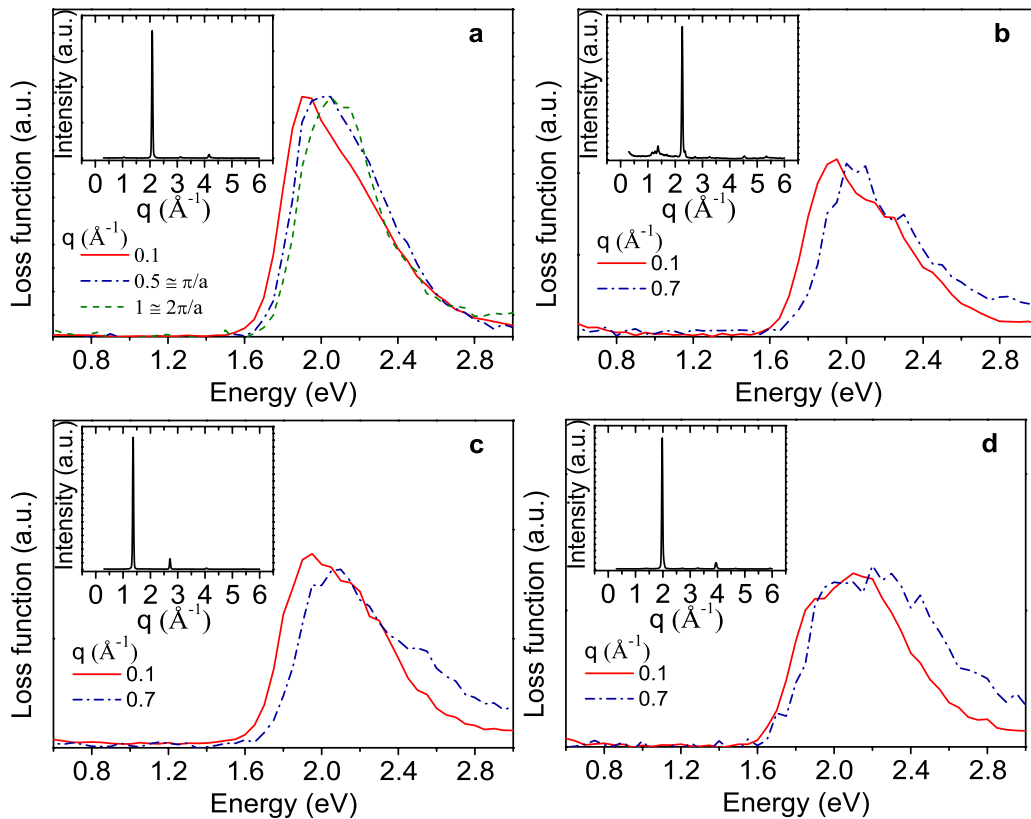 a
Intensity (a.u.)
0 1 2 3 4 5 6
q (Å⁻¹)
Loss function (a.u.)
q (Å⁻¹)
0.1
0.5 ≅ π/a
1 ≅ 2π/a
0.8 1.2 1.6 2.0 2.4 2.8
Energy (eV)
b
Intensity (a.u.)
0 1 2 3 4 5 6
q (Å⁻¹)
Loss function (a.u.)
q (Å⁻¹)
0.1
0.7
0.8 1.2 1.6 2.0 2.4 2.8
Energy (eV)
c
Intensity (a.u.)
0 1 2 3 4 5 6
q (Å⁻¹)
Loss function (a.u.)
q (Å⁻¹)
0.1
0.7
0.8 1.2 1.6 2.0 2.4 2.8
Energy (eV)
d
Intensity (a.u.)
0 1 2 3 4 5 6
q (Å⁻¹)
Loss function (a.u.)
q (Å⁻¹)
0.1
0.7
0.8 1.2 1.6 2.0 2.4 2.8
Energy (eV)